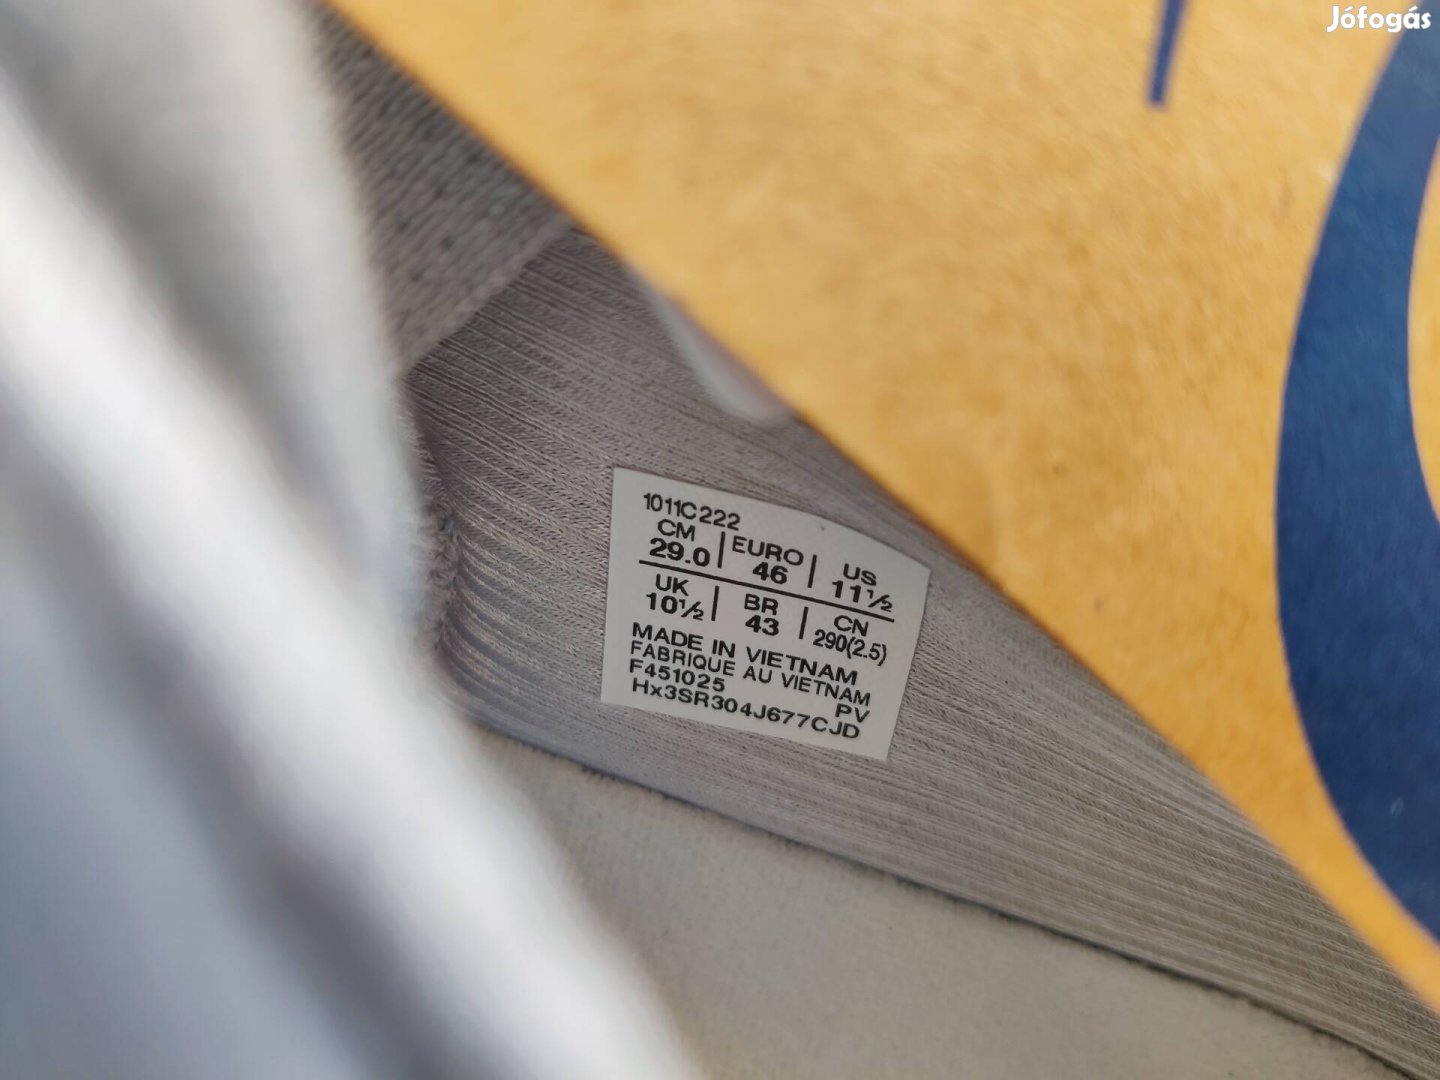 Jófogás
1011C222
CM EURO US
29.0 46 11½
UK BR CN
10½ 43 290(2.5)
MADE IN VIETNAM
FABRIQUE AU VIETNAM
F451025 PV
Hx3SR304J677CJD